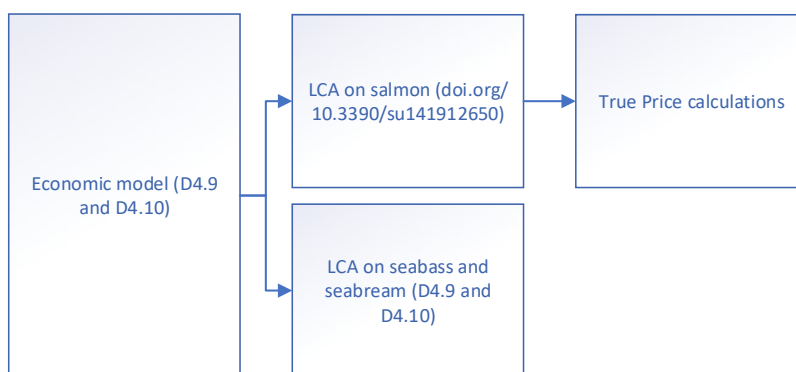 Economic model (D4.9
and D4.10)
LCA on salmon (doi.org/
10.3390/su141912650)
True Price calculations
LCA on seabass and
seabream (D4.9 and
D4.10)